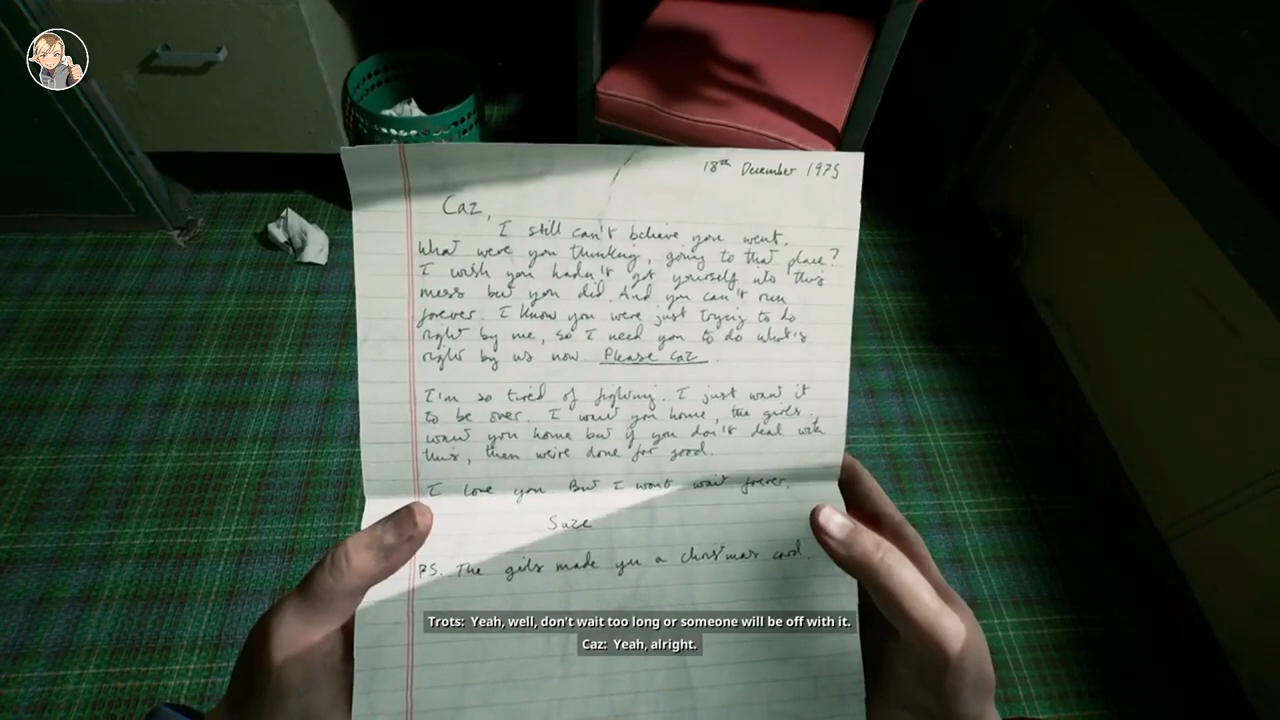 18th December 1975
Caz,
I still can't believe you went.
What were you thinking, going to that place?
I wish you hadn't got yourself into this
mess but you did. And you can't run
forever. I know you were just trying to do
right by me, so I need you to do what's
right by us now. Please Caz.
I'm so tired of fighting. I just want it
to be over. I want you home, the girls
want you home but if you don't deal with
this, then we're done for good.
I love you. But I won't wait forever.
Suze
P.S. The girls made you a christmas card.
Trots: Yeah, well, don't wait too long or someone will be off with it.
Caz: Yeah, alright.